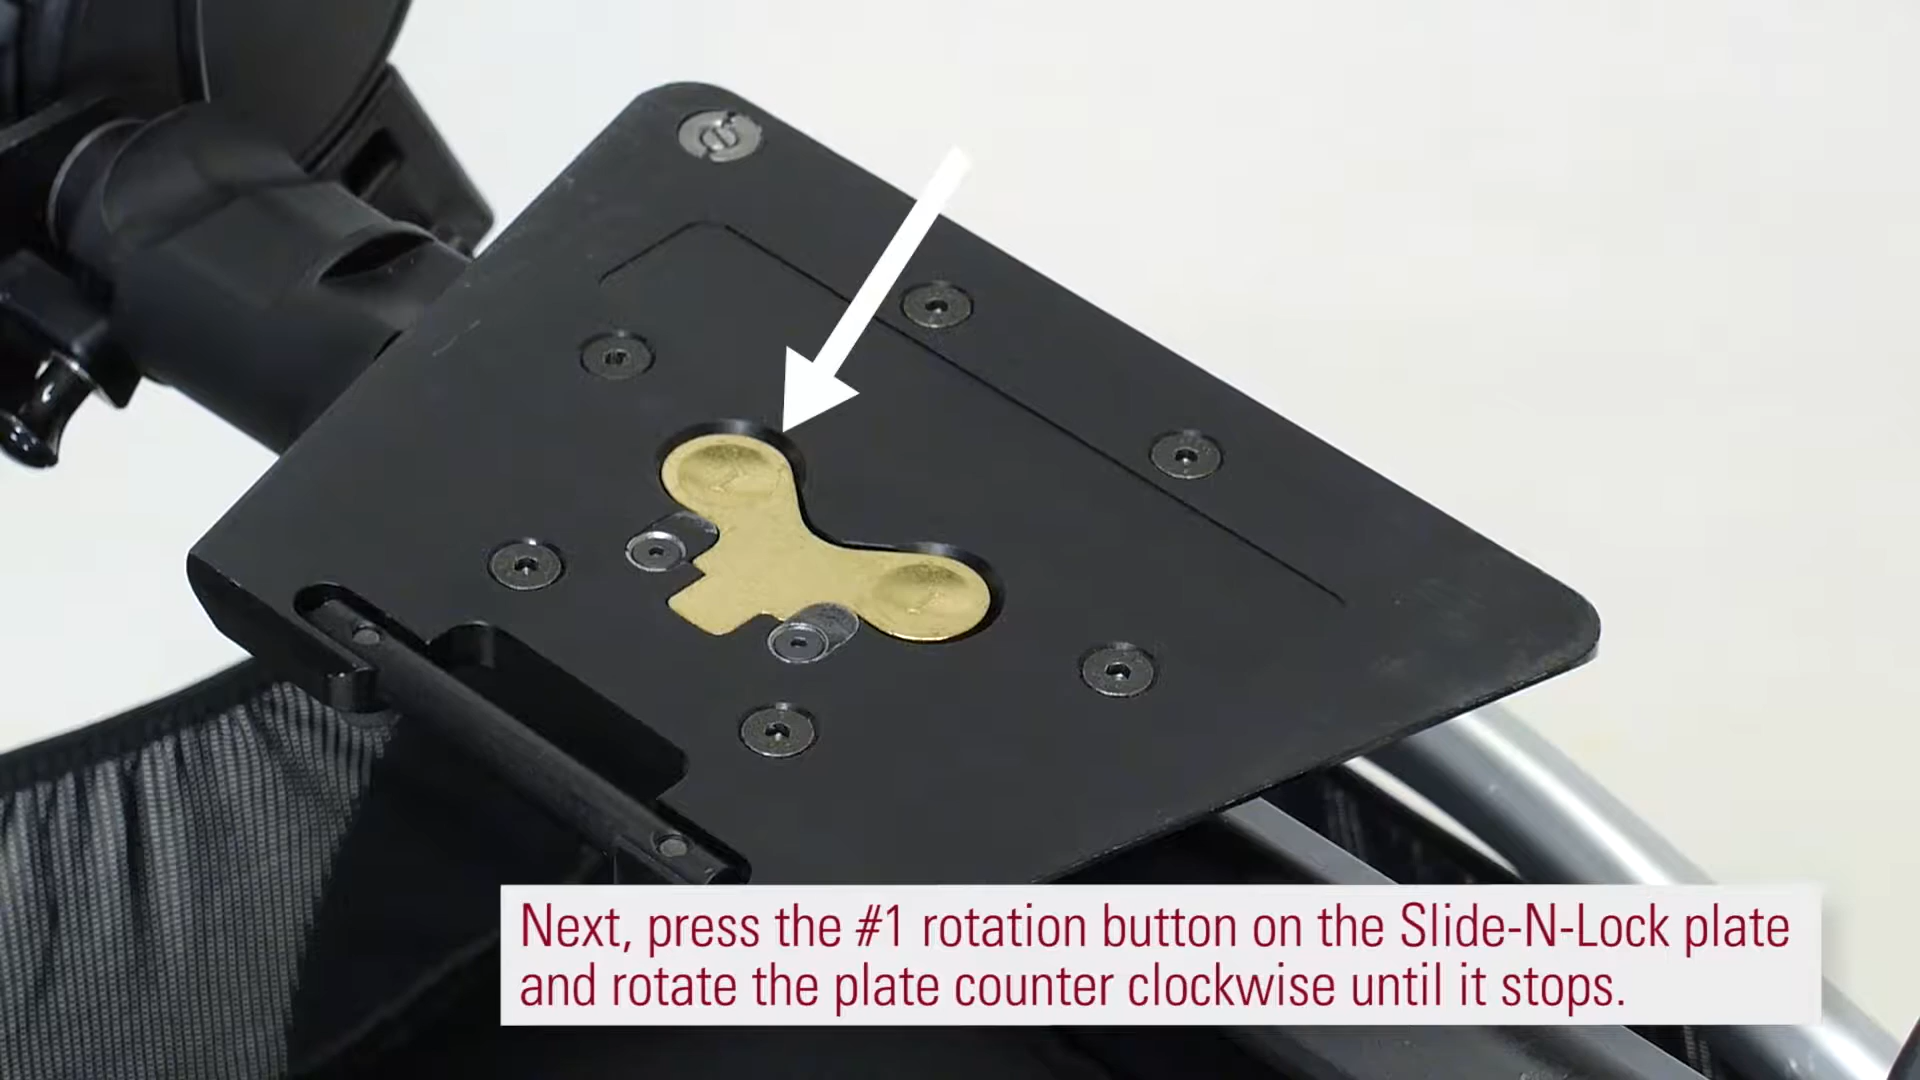 Next, press the #1 rotation button on the Slide-N-Lock plate
and rotate the plate counter clockwise until it stops.